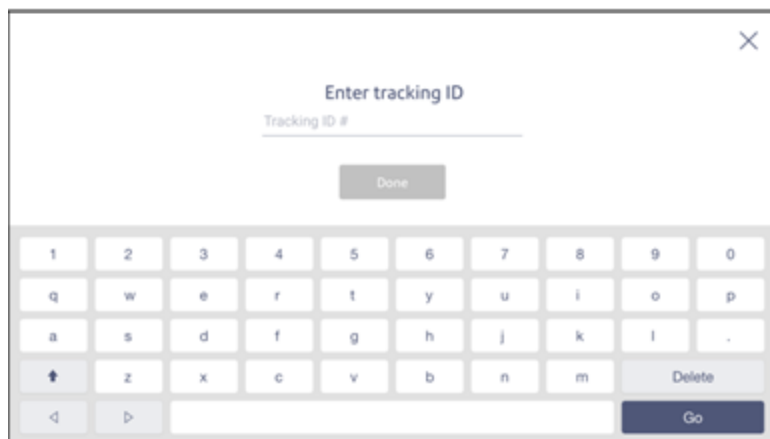 Enter tracking ID
Tracking ID #
Done
1 2 3 4 5 6 7 8 9 0
q w e r t y u i o p
a s d f g h j k l .
z x c v b n m Delete
Go